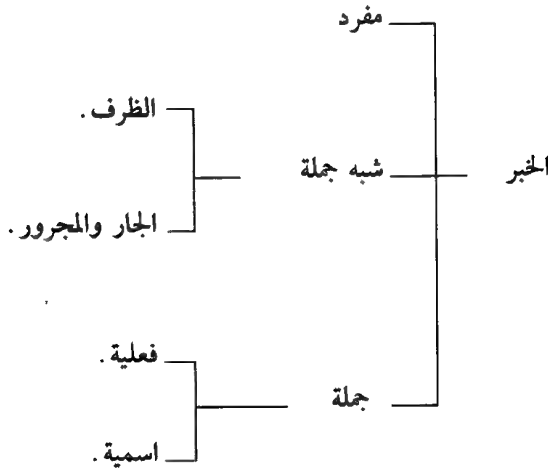 مفرد
الظرف .
الخبر
شبه جملة
الجار والمجرور .
فعلية .
جملة
اسمية .